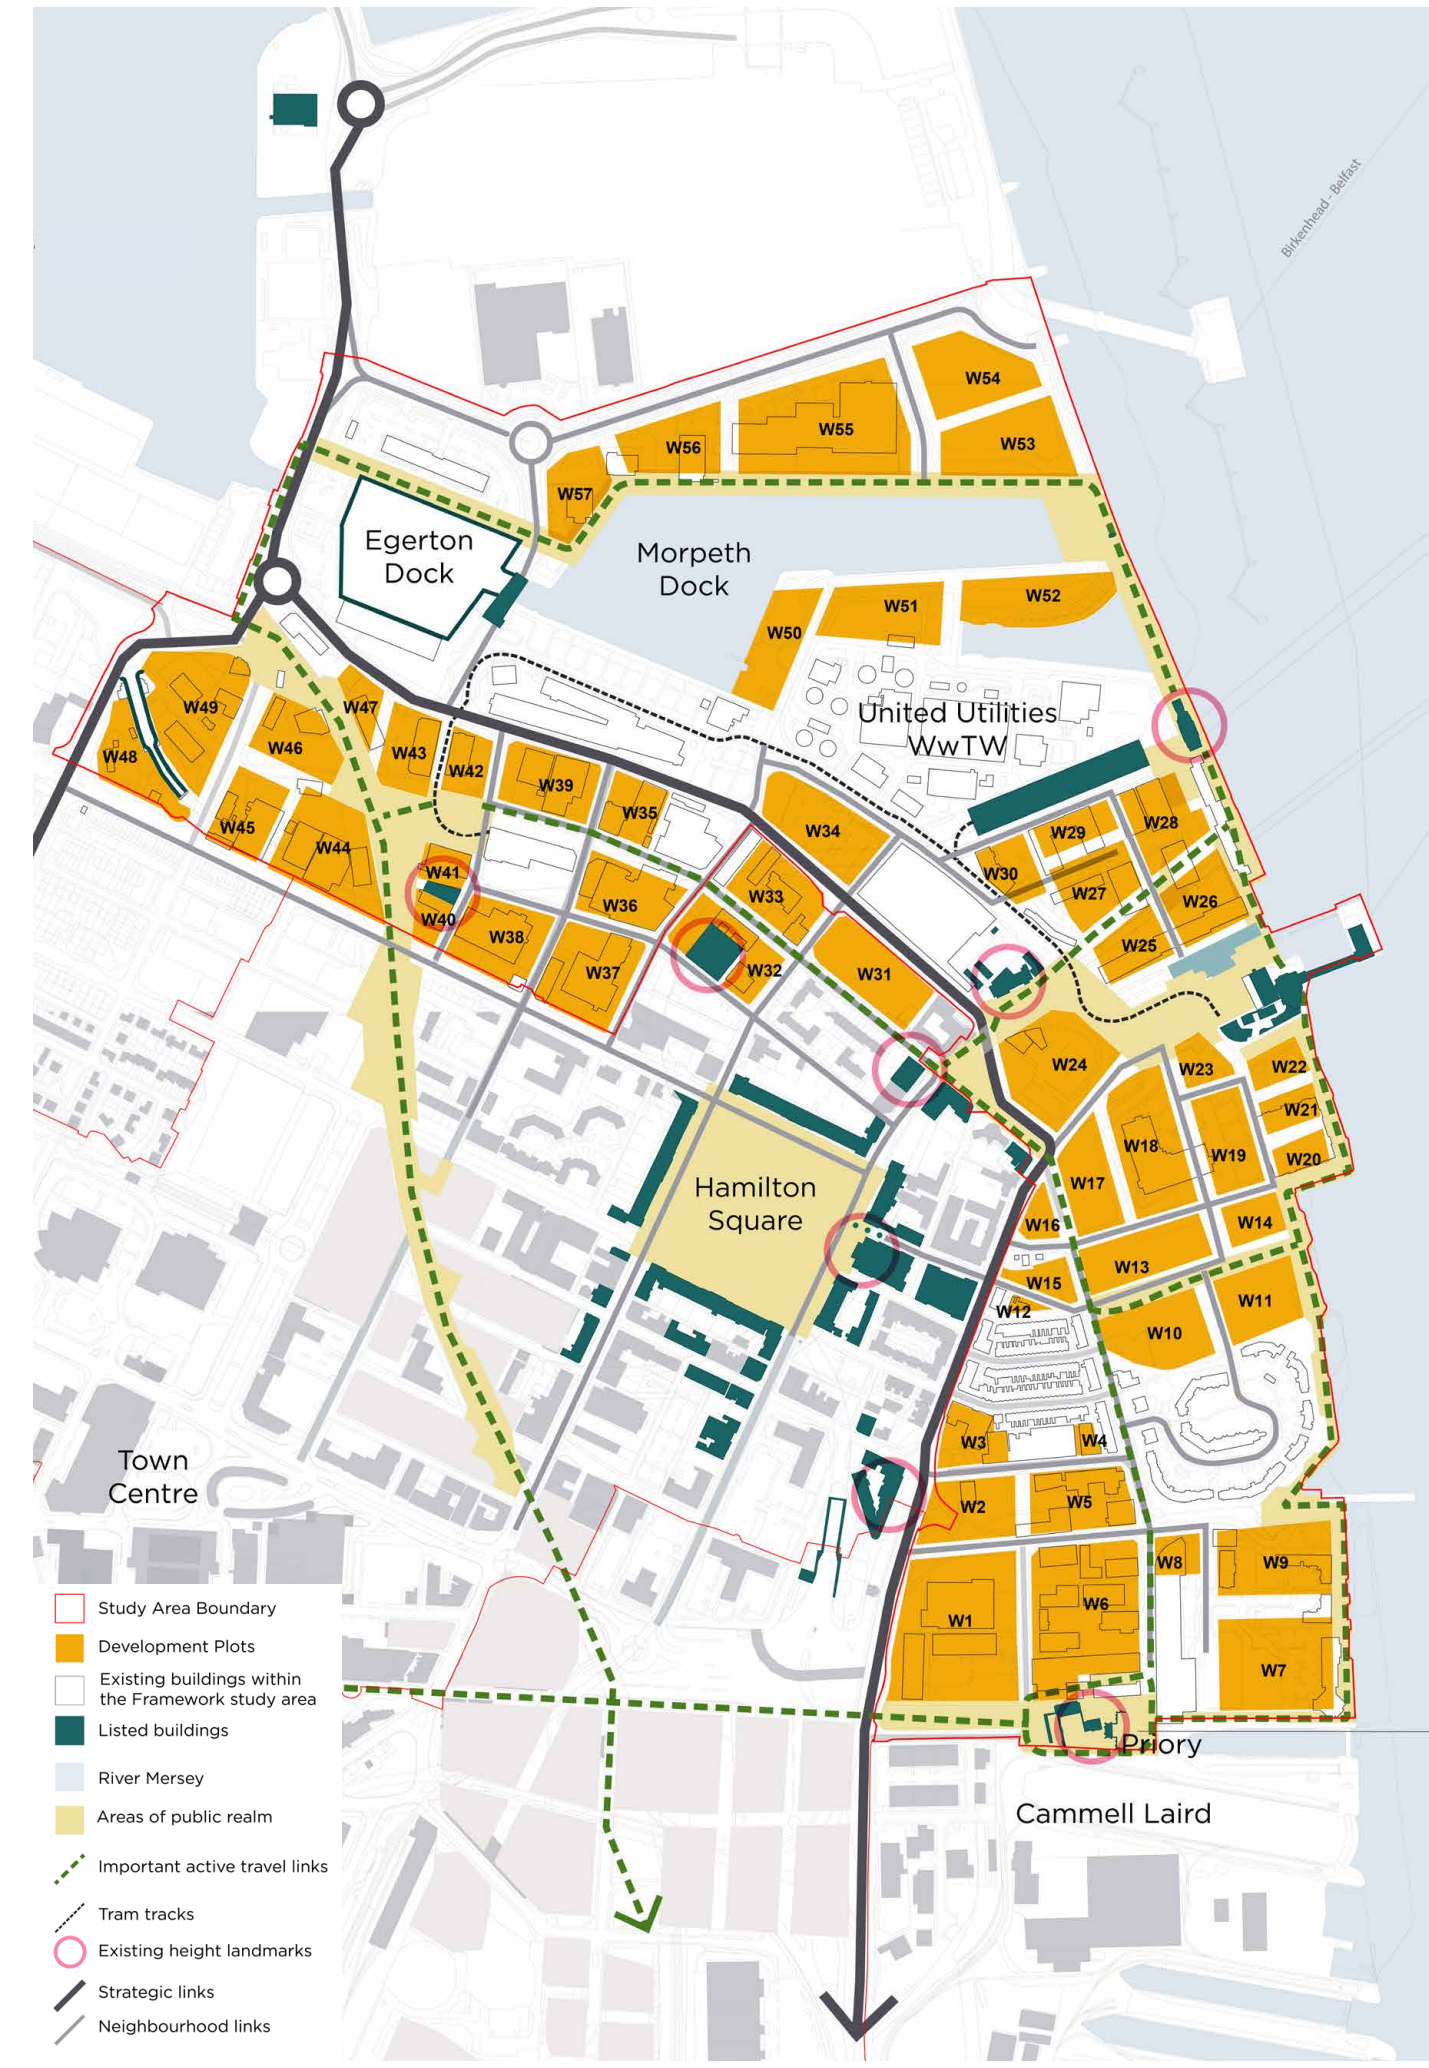 Birkenhead - Belfast
W54
W55
W53
W56
W57
Egerton
Dock
Morpeth
Dock
W52
W51
W50
W49
W47
United Utilities
WwTW
W48
W46
W43
W42
W39
W35
W34
W45
W44
W29
W28
W41
W30
W33
W27
W26
W40
W36
W38
W25
W37
W32
W31
W24
W23
W22
W21
W18
W19
W20
Hamilton
Square
W17
W16
W14
W13
W15
W12
W11
W10
Town
Centre
W3
W4
W2
W5
W8
W9
W1
W6
W7
Priory
Cammell Laird
Study Area Boundary
Development Plots
Existing buildings within
the Framework study area
Listed buildings
River Mersey
Areas of public realm
Important active travel links
Tram tracks
Existing height landmarks
Strategic links
Neighbourhood links